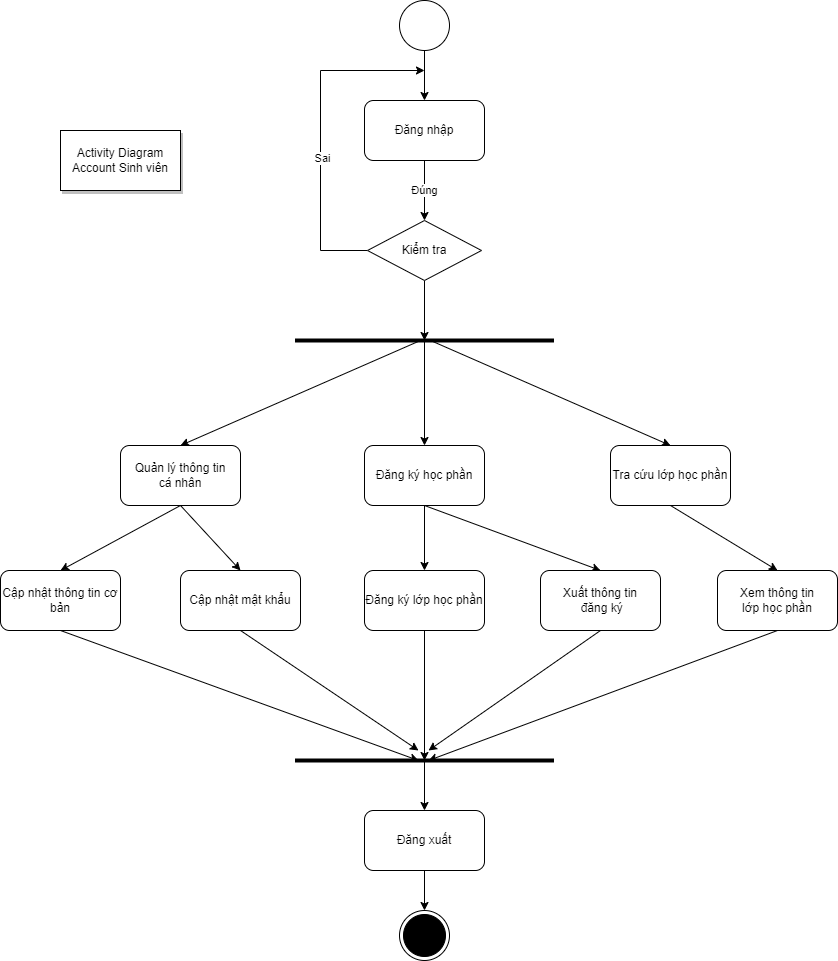 Đăng nhập
Activity Diagram
Account Sinh viên
Sai
Đúng
Kiểm tra
Quản lý thông tin
cá nhân
Đăng ký học phần
Tra cứu lớp học phần
Cập nhật thông tin cơ
bản
Cập nhật mật khẩu
Đăng ký lớp học phần
Xuất thông tin
đăng ký
Xem thông tin
lớp học phần
Đăng xuất